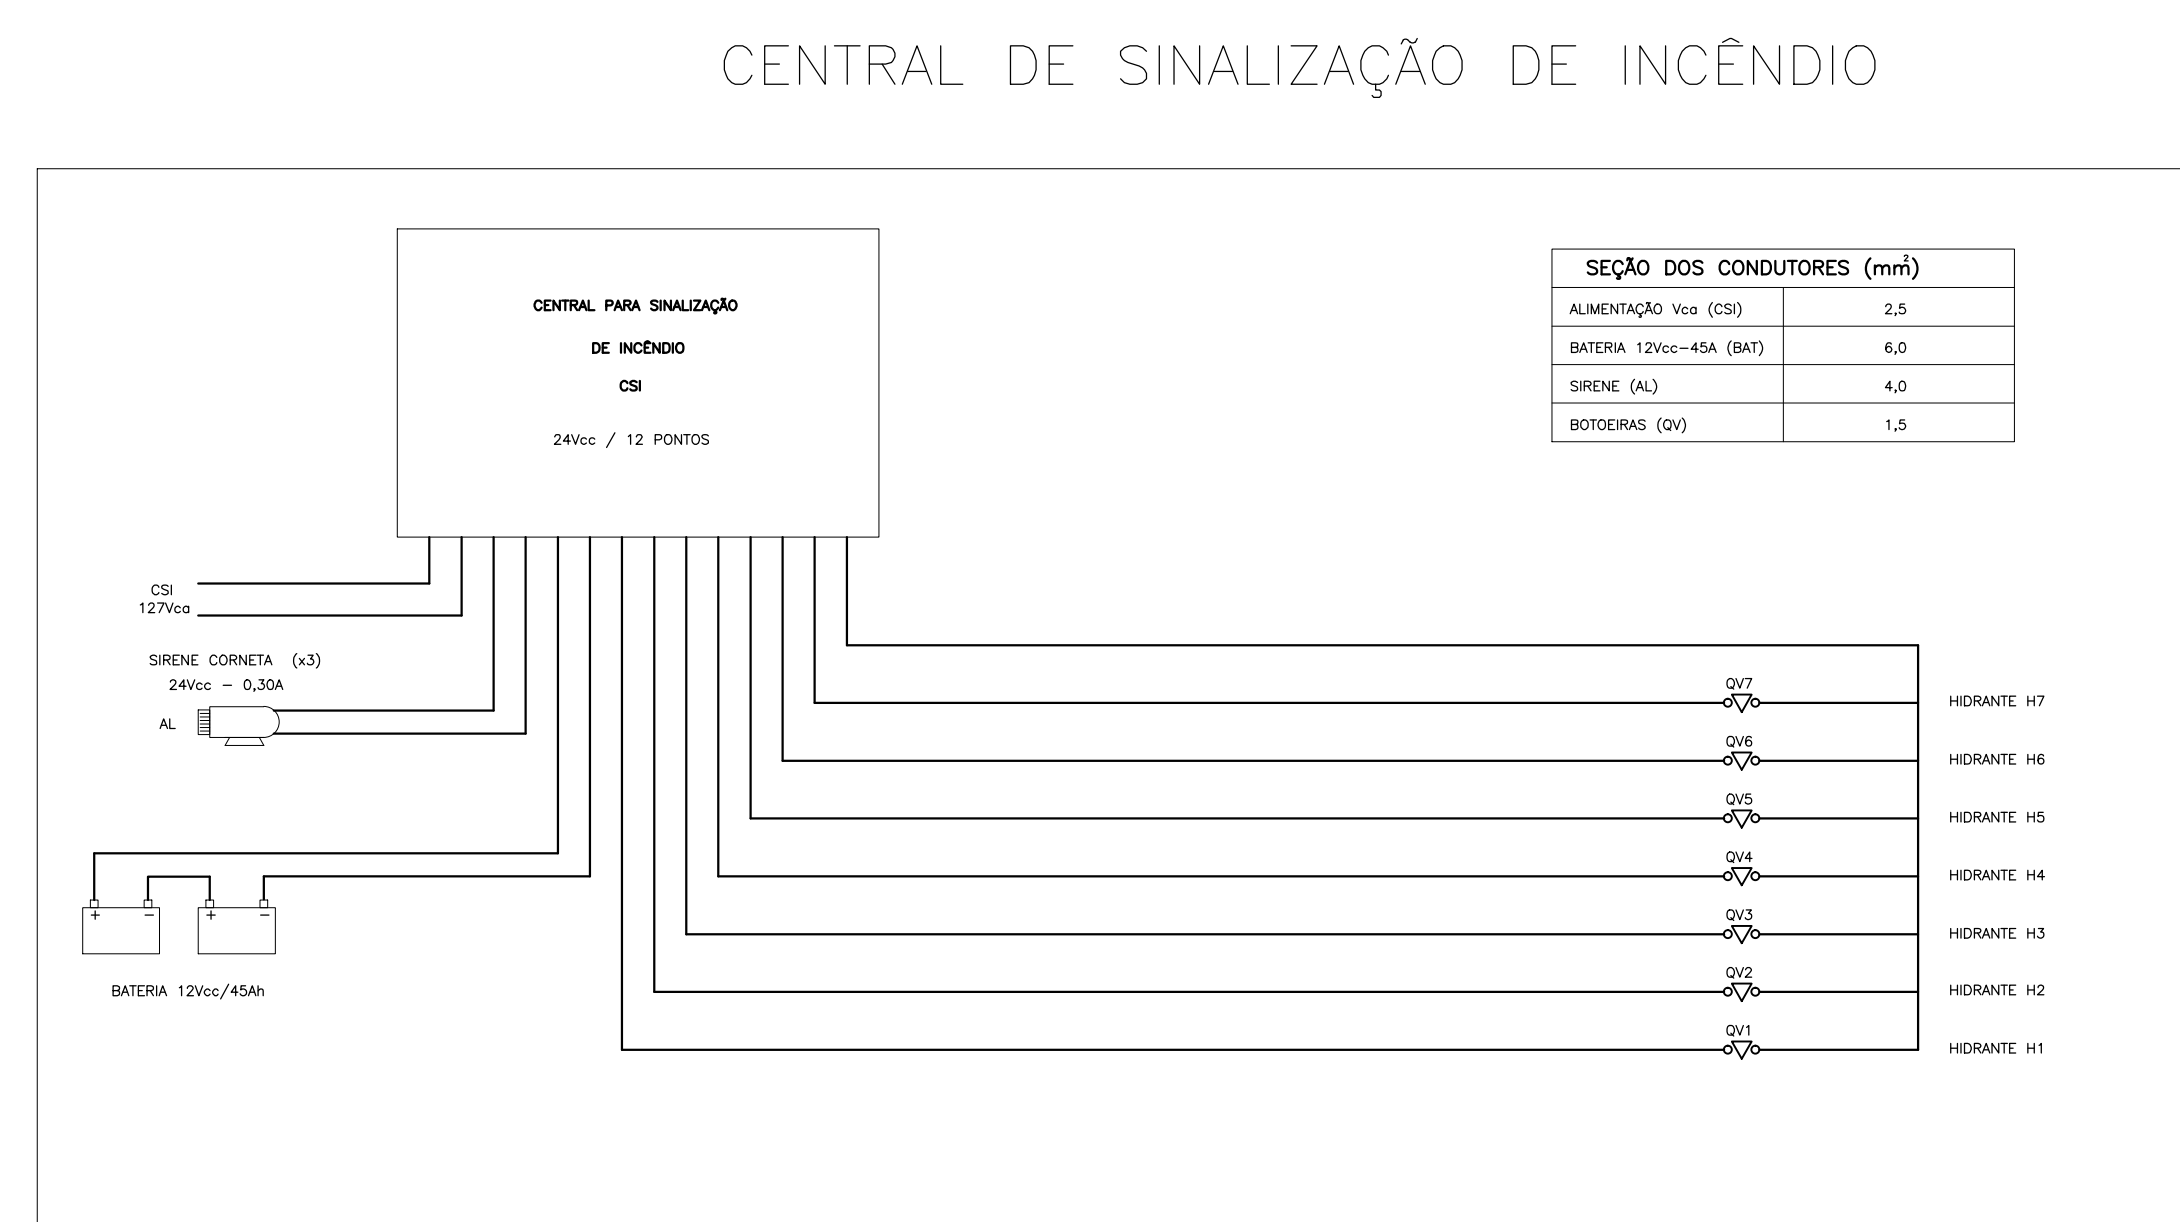 CENTRAL DE SINALIZAÇÃO DE INCÊNDIO
CENTRAL PARA SINALIZAÇÃO
DE INCÊNDIO
CSI
24Vcc / 12 PONTOS
SEÇÃO DOS CONDUTORES (mm²)
ALIMENTAÇÃO Vca (CSI) 2,5
BATERIA 12Vcc-45A (BAT) 6,0
SIRENE (AL) 4,0
BOTOEIRAS (QV) 1,5
CSI
127Vca
SIRENE CORNETA (x3)
24Vcc - 0,30A
AL
+ - + -
BATERIA 12Vcc/45Ah
QV7
HIDRANTE H7
QV6
HIDRANTE H6
QV5
HIDRANTE H5
QV4
HIDRANTE H4
QV3
HIDRANTE H3
QV2
HIDRANTE H2
QV1
HIDRANTE H1